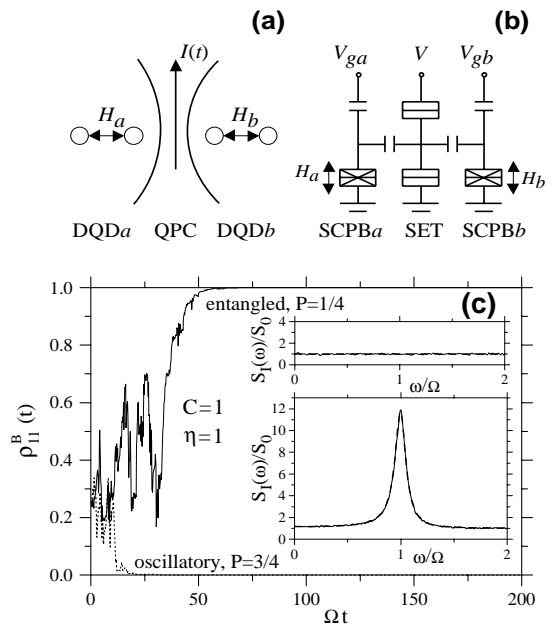 (a)
I(t)
H_a
H_b
DQDa QPC DQDb
(b)
V_ga V V_gb
H_a
H_b
SCPBa SET SCPBb
(c)
ρ_11^B (t)
1.0
0.8
0.6
0.4
0.2
0.0
0 50 100 150 200
Ω t
entangled, P=1/4
C=1
η=1
oscillatory, P=3/4
S_I(ω)/S_0
4
2
0
0 1 2
ω/Ω
S_I(ω)/S_0
12
10
8
6
4
2
0
0 1 2
ω/Ω